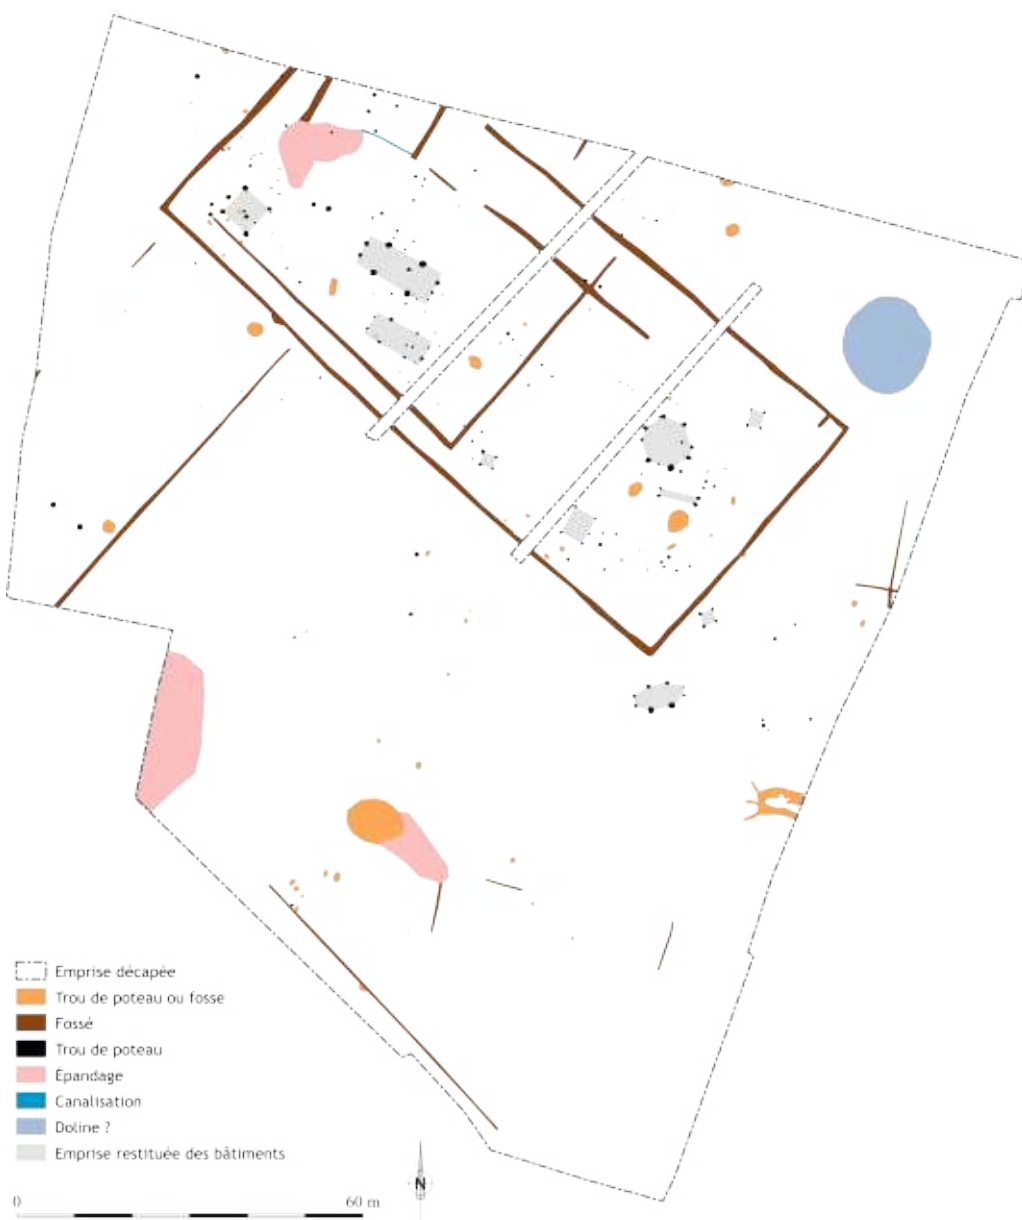 Emprise décapée
Trou de poteau ou fosse
Fossé
Trou de poteau
Épandage
Canalisation
Doline ?
Emprise restituée des bâtiments
N
0 60 m